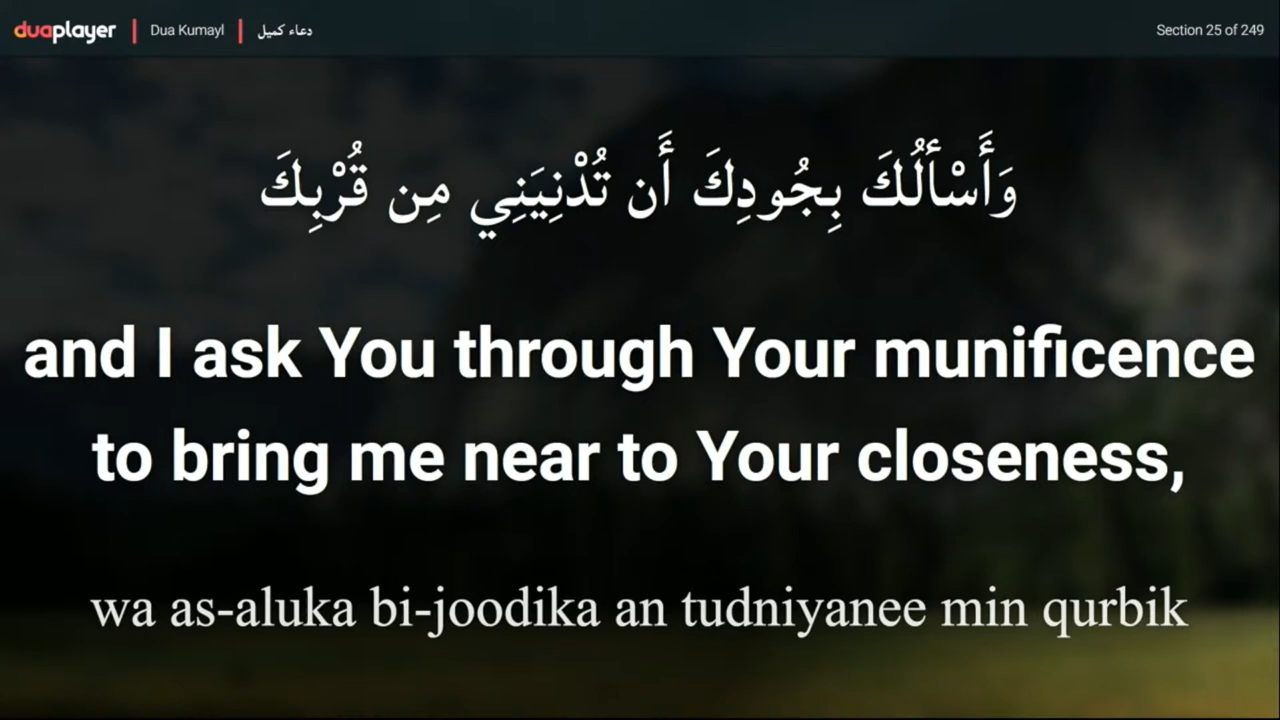 duaplayer | Dua Kumayl | دعاء كميل
Section 25 of 249
وَأَسْأَلُكَ بِجُودِكَ أَن تُدْنِيَنِي مِن قُرْبِكَ
and I ask You through Your munificence
to bring me near to Your closeness,
wa as-aluka bi-joodika an tudniyanee min qurbik